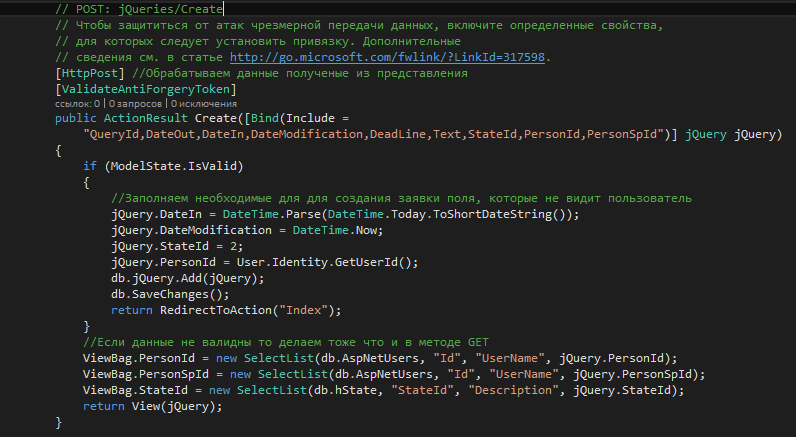 // POST: jQueries/Create
// Чтобы защититься от атак чрезмерной передачи данных, включите определенные свойства,
// для которых следует установить привязку. Дополнительные
// сведения см. в статье http://go.microsoft.com/fwlink/?LinkId=317598.
[HttpPost] //Обрабатываем данные полученые из представления
[ValidateAntiForgeryToken]
ссылок: 0 | 0 запросов | 0 исключения
public ActionResult Create([Bind(Include =
"QueryId,DateOut,DateIn,DateModification,DeadLine,Text,StateId,PersonId,PersonSpId")] jQuery jQuery)
{
if (ModelState.IsValid)
{
//Заполняем необходимые для для создания заявки поля, которые не видит пользователь
jQuery.DateIn = DateTime.Parse(DateTime.Today.ToShortDateString());
jQuery.DateModification = DateTime.Now;
jQuery.StateId = 2;
jQuery.PersonId = User.Identity.GetUserId();
db.jQuery.Add(jQuery);
db.SaveChanges();
return RedirectToAction("Index");
}
//Если данные не валидны то делаем тоже что и в методе GET
ViewBag.PersonId = new SelectList(db.AspNetUsers, "Id", "UserName", jQuery.PersonId);
ViewBag.PersonSpId = new SelectList(db.AspNetUsers, "Id", "UserName", jQuery.PersonSpId);
ViewBag.StateId = new SelectList(db.hState, "StateId", "Description", jQuery.StateId);
return View(jQuery);
}